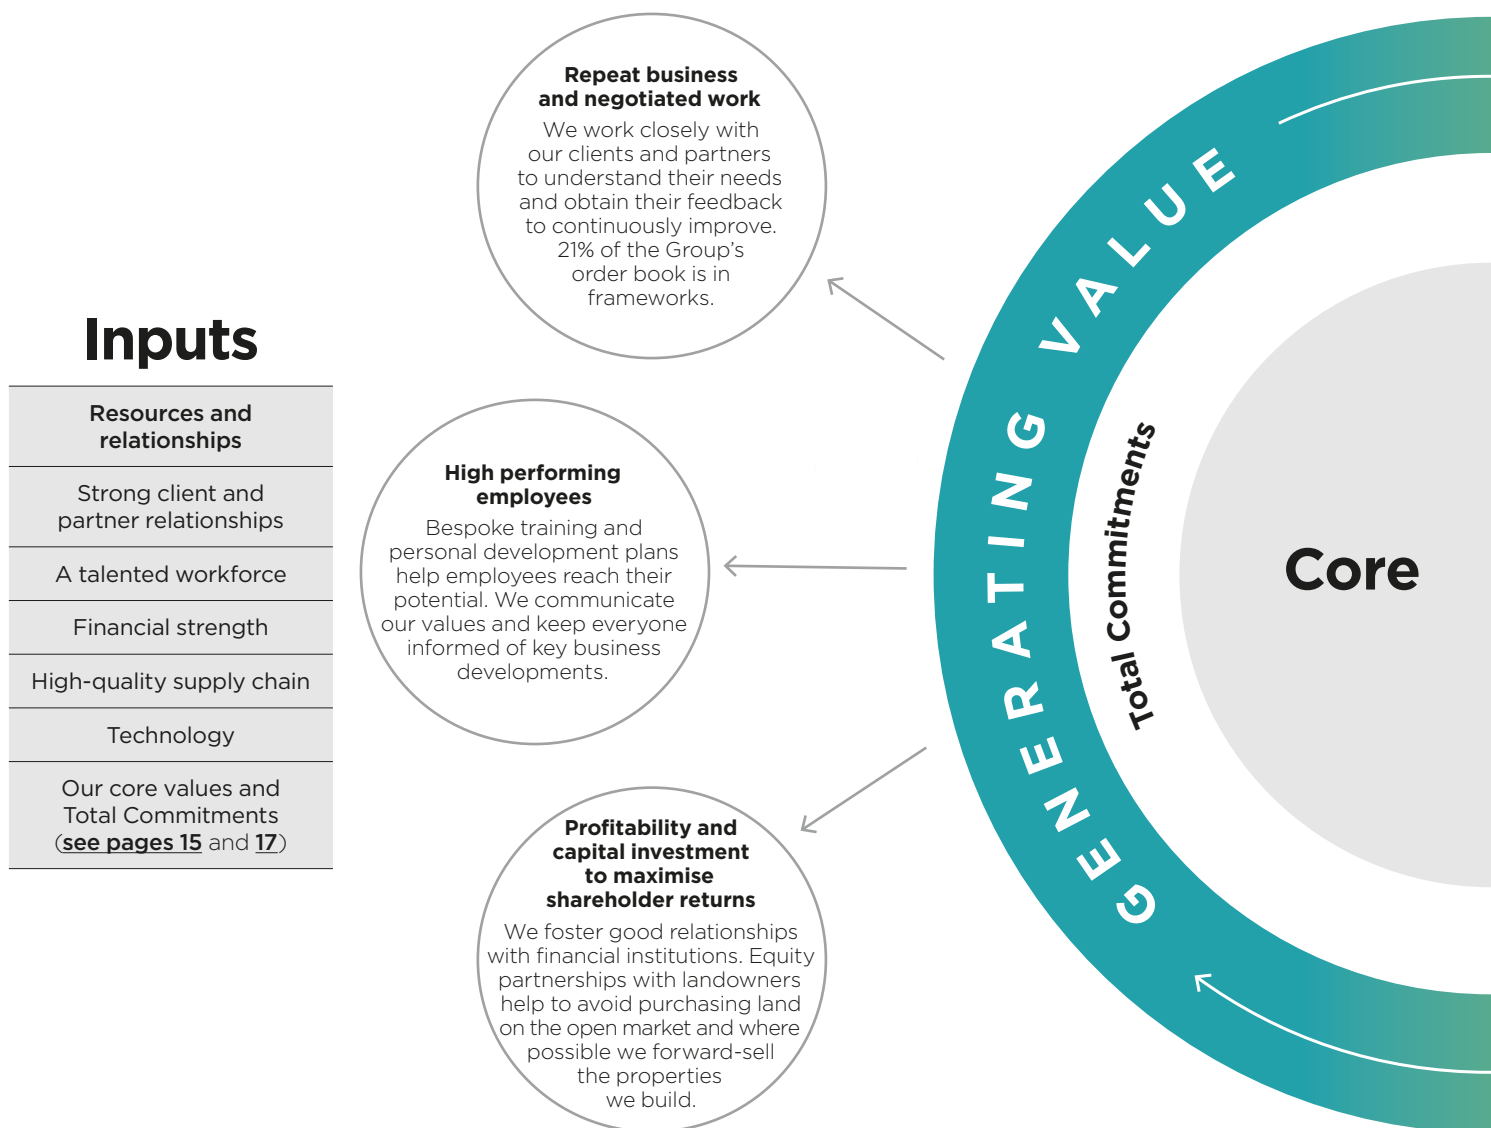 Inputs
Resources and
relationships
Strong client and
partner relationships
A talented workforce
Financial strength
High-quality supply chain
Technology
Our core values and
Total Commitments
(see pages 15 and 17)
Repeat business
and negotiated work
We work closely with
our clients and partners
to understand their needs
and obtain their feedback
to continuously improve.
21% of the Group’s
order book is in
frameworks.
High performing
employees
Bespoke training and
personal development plans
help employees reach their
potential. We communicate
our values and keep everyone
informed of key business
developments.
Profitability and
capital investment
to maximise
shareholder returns
We foster good relationships
with financial institutions. Equity
partnerships with landowners
help to avoid purchasing land
on the open market and where
possible we forward-sell
the properties
we build.
GENERATING VALUE
Total Commitments
Core